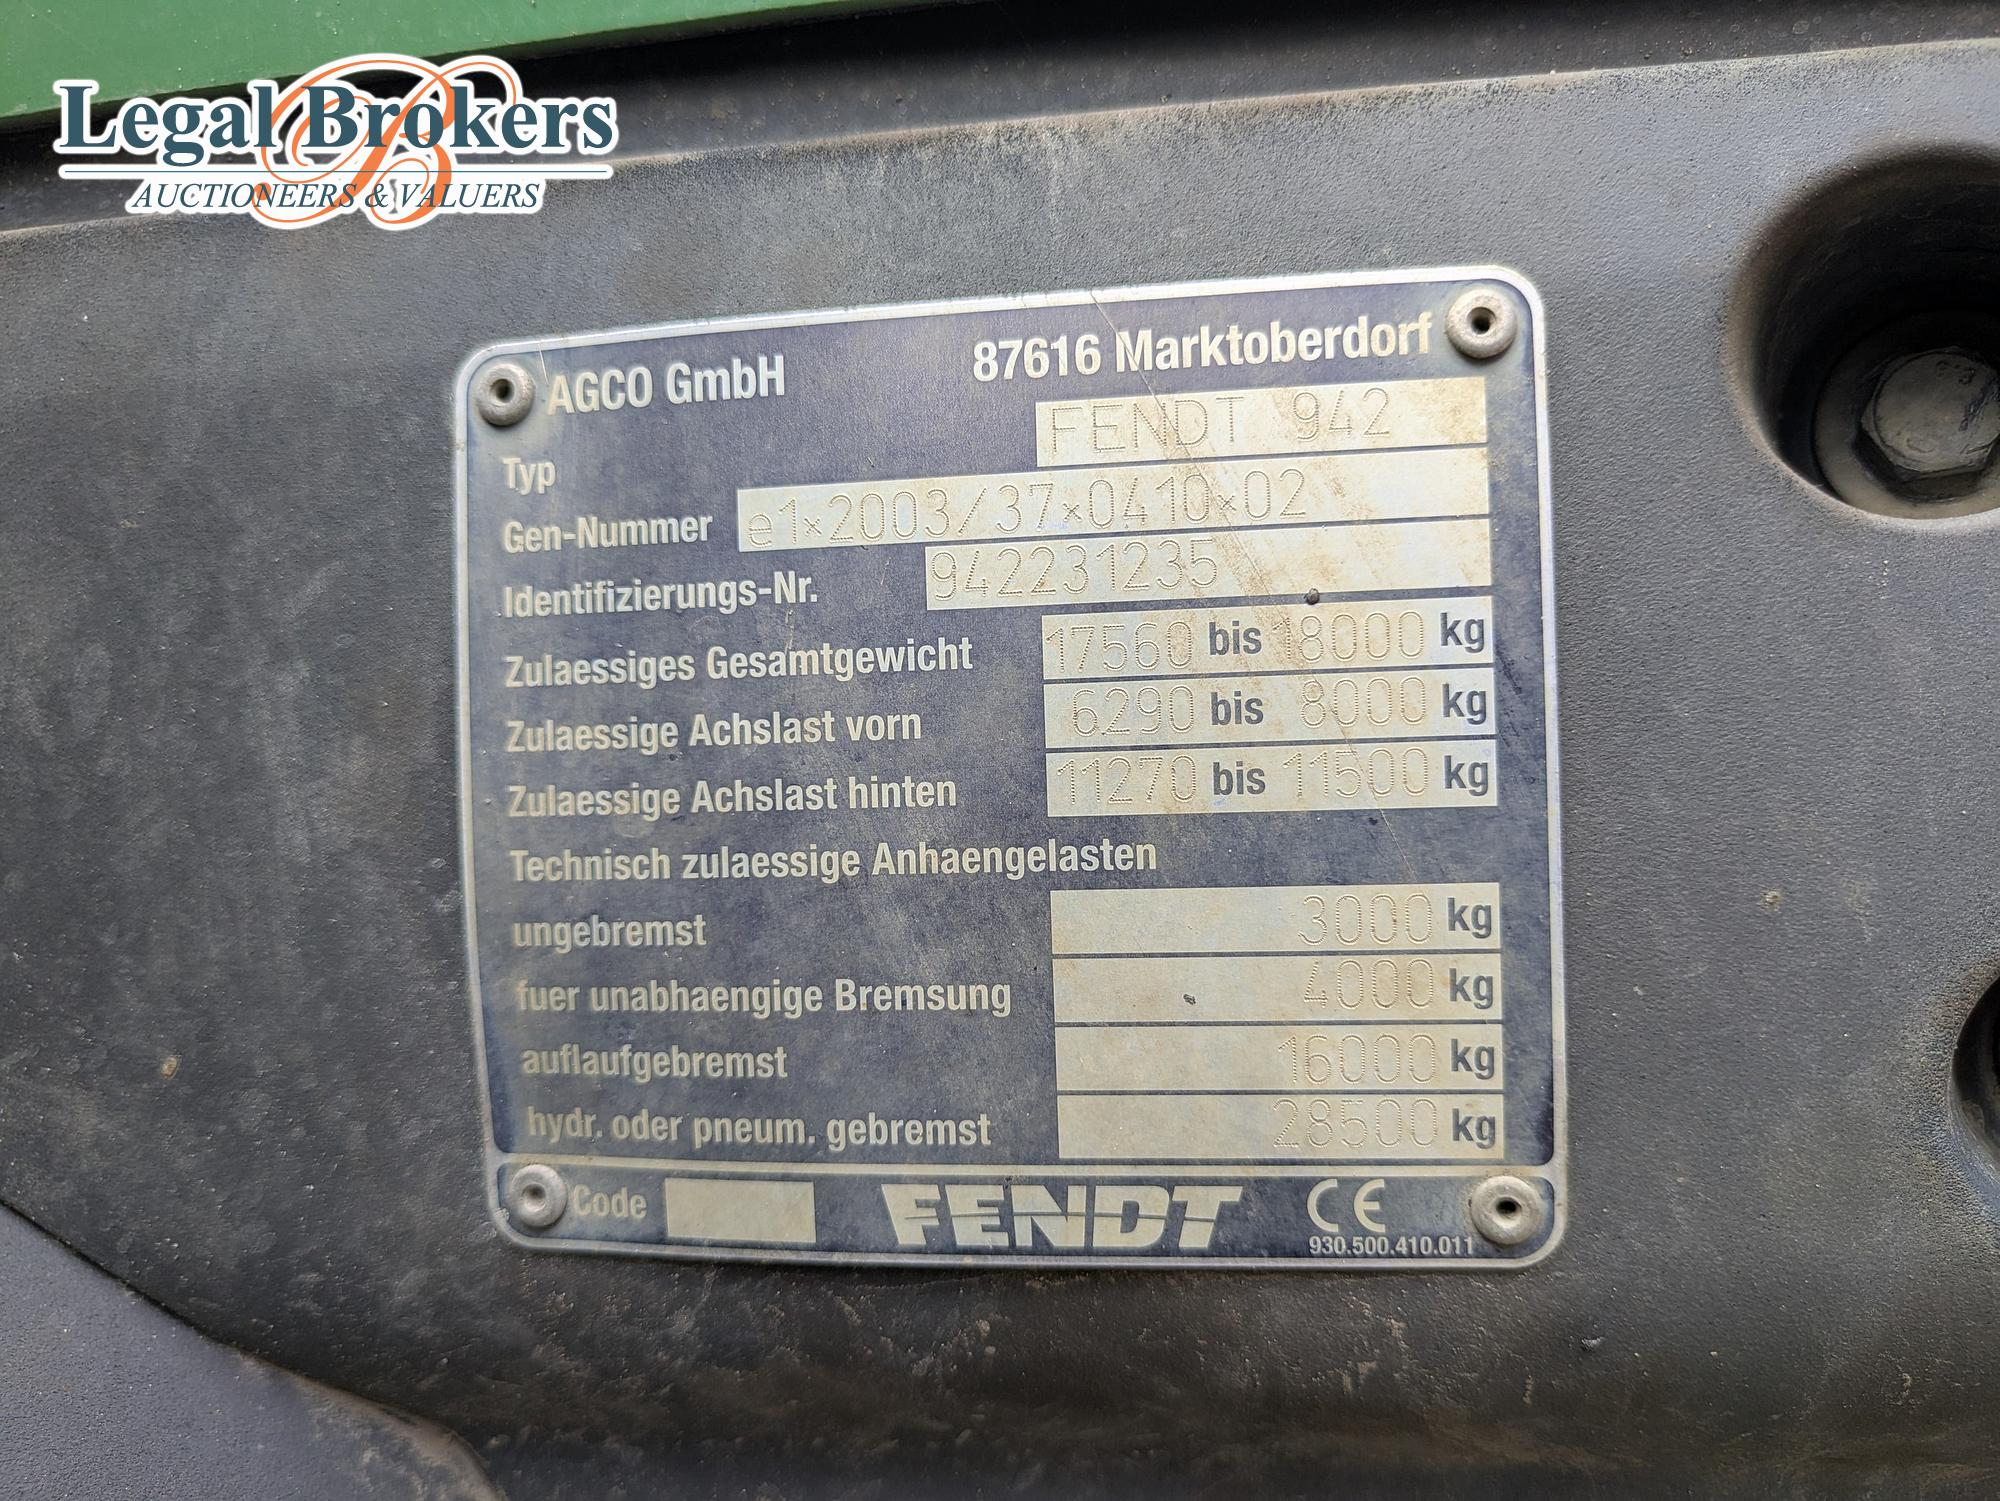 Legal Brokers
AUCTIONEERS & VALUERS
AGCO GmbH 87616 Marktoberdorf
Typ FENDT 942
Gen-Nummer e1×2003/37×0410×02
Identifizierungs-Nr. 942231235
Zulaessiges Gesamtgewicht 17560 bis 18000 kg
Zulaessige Achslast vorn 6290 bis 8000 kg
Zulaessige Achslast hinten 11270 bis 11500 kg
Technisch zulaessige Anhaengelasten
ungebremst 3000 kg
fuer unabhaengige Bremsung 4000 kg
auflaufgebremst 16000 kg
hydr. oder pneum. gebremst 28500 kg
Code FENDT CE
930.500.410.011